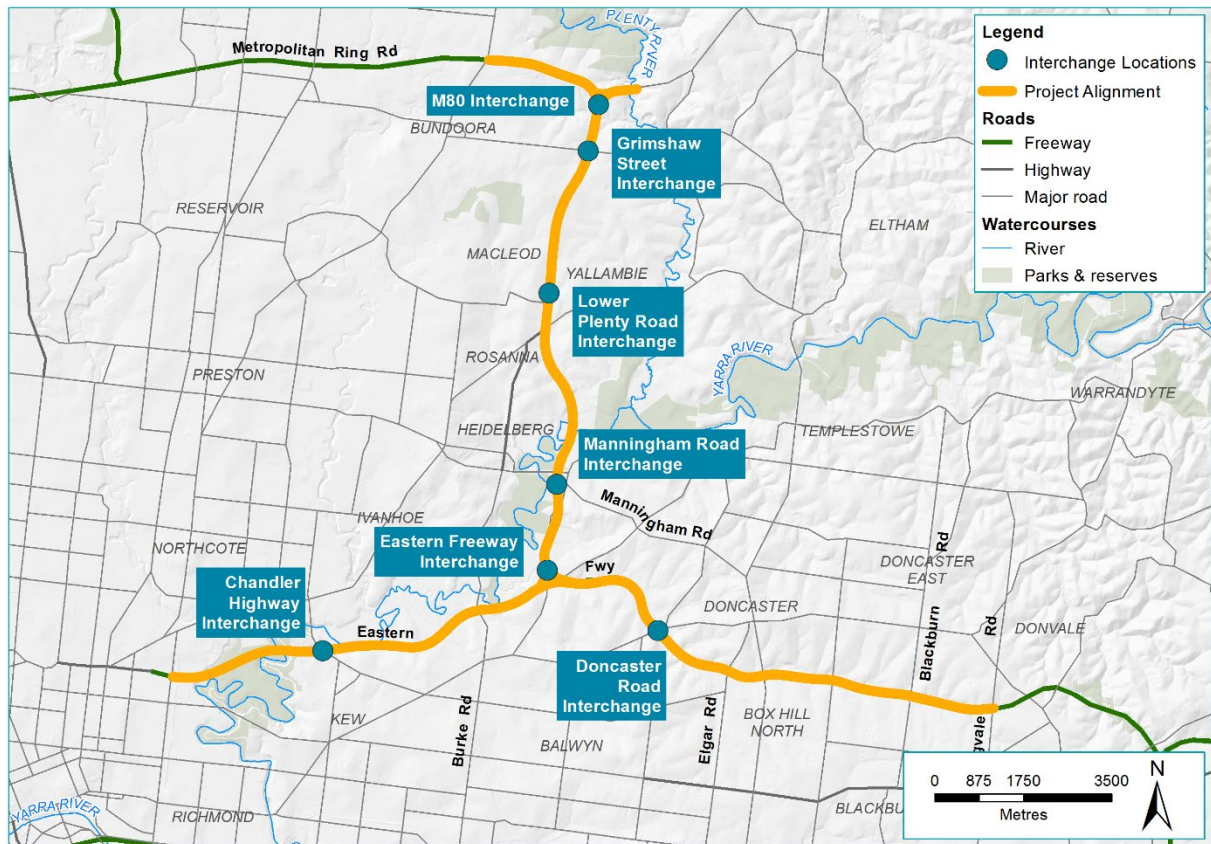 PLENTY RIVER
Metropolitan Ring Rd
M80 Interchange
BUNDOORA
Grimshaw
Street
Interchange
RESERVOIR
MACLEOD
ELTHAM
YALLAMBIE
Lower
Plenty Road
Interchange
ROSANNA
PRESTON
YARRA RIVER
WARRANDYTE
HEIDELBERG
TEMPLESTOWE
Manningham Road
Interchange
Manningham Rd
IVANHOE
NORTHCOTE
Eastern Freeway
Interchange
Fwy
DONCASTER
EAST
Blackburn Rd
Chandler
Highway
Interchange
Eastern
DONCASTER
Rd
DONVALE
Doncaster
Road
Interchange
KEW
Burke Rd
BALWYN
Elgar Rd
BOX HILL
NORTH
gvale
YARRA RIVER
RICHMOND
BLACKBU
Legend
Interchange Locations
Project Alignment
Roads
Freeway
Highway
Major road
Watercourses
River
Parks & reserves
0 875 1750 3500
Metres
N